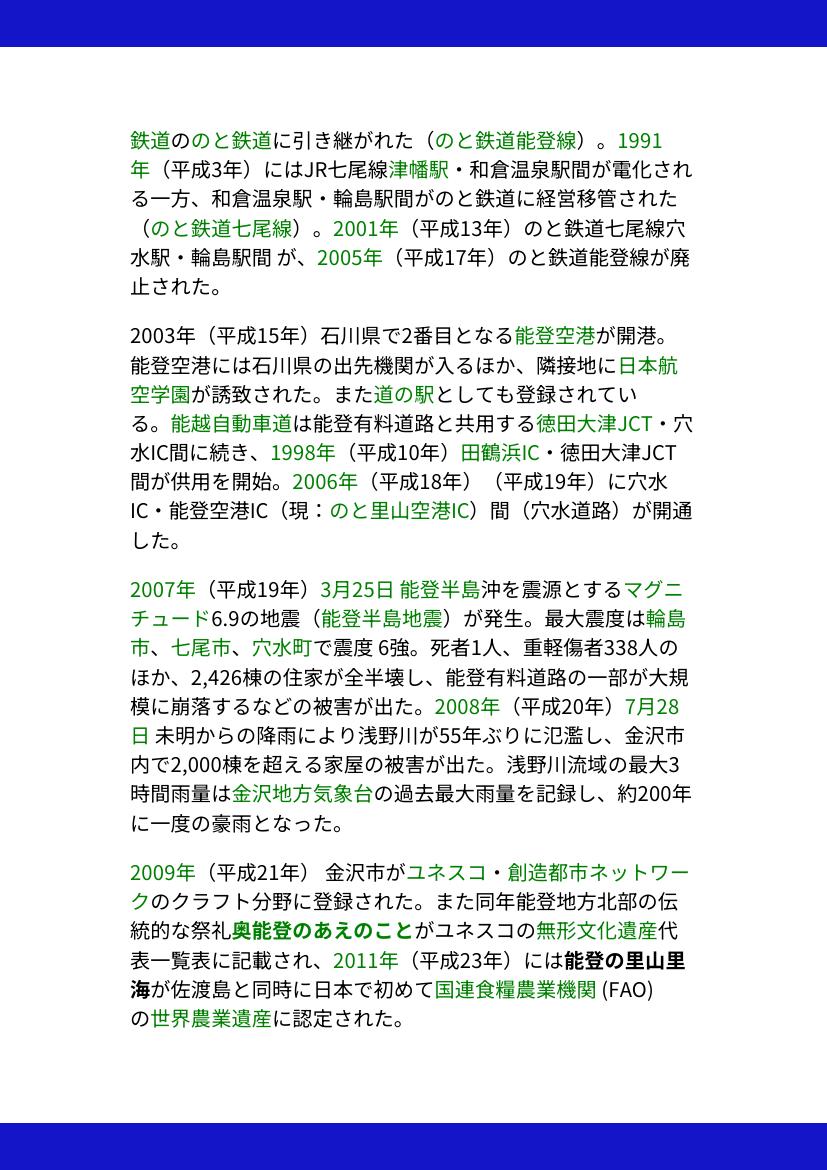 鉄道ののと鉄道に引き継がれた（のと鉄道能登線）。1991
年（平成3年）にはJR七尾線津幡駅・和倉温泉駅間が電化され
る一方、和倉温泉駅・輪島駅間がのと鉄道に経営移管された
（のと鉄道七尾線）。2001年（平成13年）のと鉄道七尾線穴
水駅・輪島駅間 が、2005年（平成17年）のと鉄道能登線が廃
止された。
2003年（平成15年）石川県で2番目となる能登空港が開港。
能登空港には石川県の出先機関が入るほか、隣接地に日本航
空学園が誘致された。また道の駅としても登録されてい
る。能越自動車道は能登有料道路と共用する徳田大津JCT・穴
水IC間に続き、1998年（平成10年）田鶴浜IC・徳田大津JCT
間が供用を開始。2006年（平成18年）（平成19年）に穴水
IC・能登空港IC（現：のと里山空港IC）間（穴水道路）が開通
した。
2007年（平成19年）3月25日 能登半島沖を震源とするマグニ
チュード6.9の地震（能登半島地震）が発生。最大震度は輪島
市、七尾市、穴水町で震度 6強。死者1人、重軽傷者338人の
ほか、2,426棟の住家が全半壊し、能登有料道路の一部が大規
模に崩落するなどの被害が出た。2008年（平成20年）7月28
日 未明からの降雨により浅野川が55年ぶりに氾濫し、金沢市
内で2,000棟を超える家屋の被害が出た。浅野川流域の最大3
時間雨量は金沢地方気象台の過去最大雨量を記録し、約200年
に一度の豪雨となった。
2009年（平成21年） 金沢市がユネスコ・創造都市ネットワー
クのクラフト分野に登録された。また同年能登地方北部の伝
統的な祭礼奥能登のあえのことがユネスコの無形文化遺産代
表一覧表に記載され、2011年（平成23年）には能登の里山里
海が佐渡島と同時に日本で初めて国連食糧農業機関 (FAO)
の世界農業遺産に認定された。